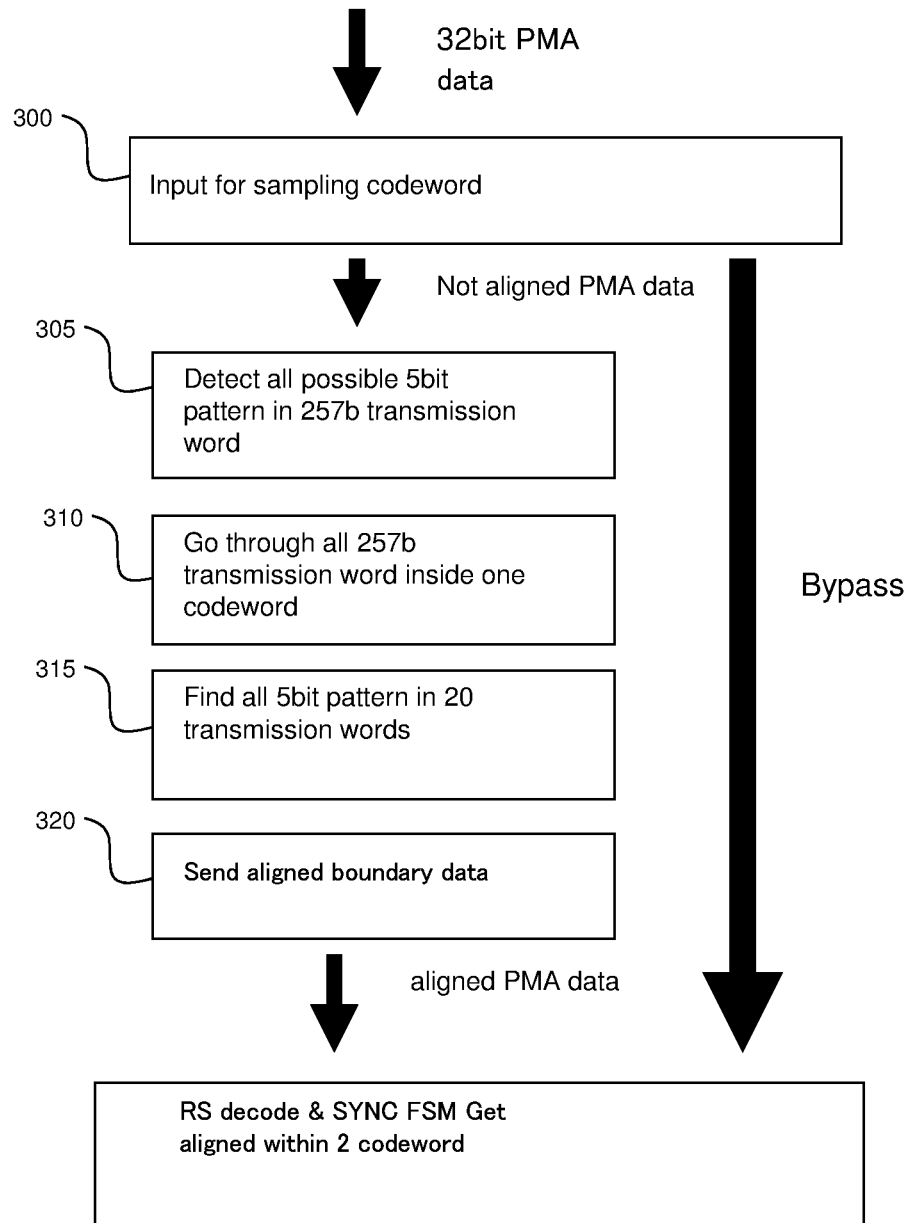 32bit PMA
data
300
Input for sampling codeword
Not aligned PMA data
305
Detect all possible 5bit
pattern in 257b transmission
word
310
Go through all 257b
transmission word inside one
codeword
Bypass
315
Find all 5bit pattern in 20
transmission words
320
Send aligned boundary data
aligned PMA data
RS decode & SYNC FSM Get
aligned within 2 codeword